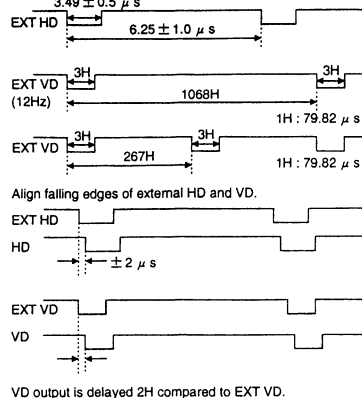 3.49 ± 0.5 μ s
EXT HD
6.25 ± 1.0 μ s
3H 3H
EXT VD
(12Hz) 1068H
1H : 79.82 μ s
3H 3H
EXT VD
267H 1H : 79.82 μ s
Align falling edges of external HD and VD.
EXT HD
HD
± 2 μ s
EXT VD
VD
VD output is delayed 2H compared to EXT VD.